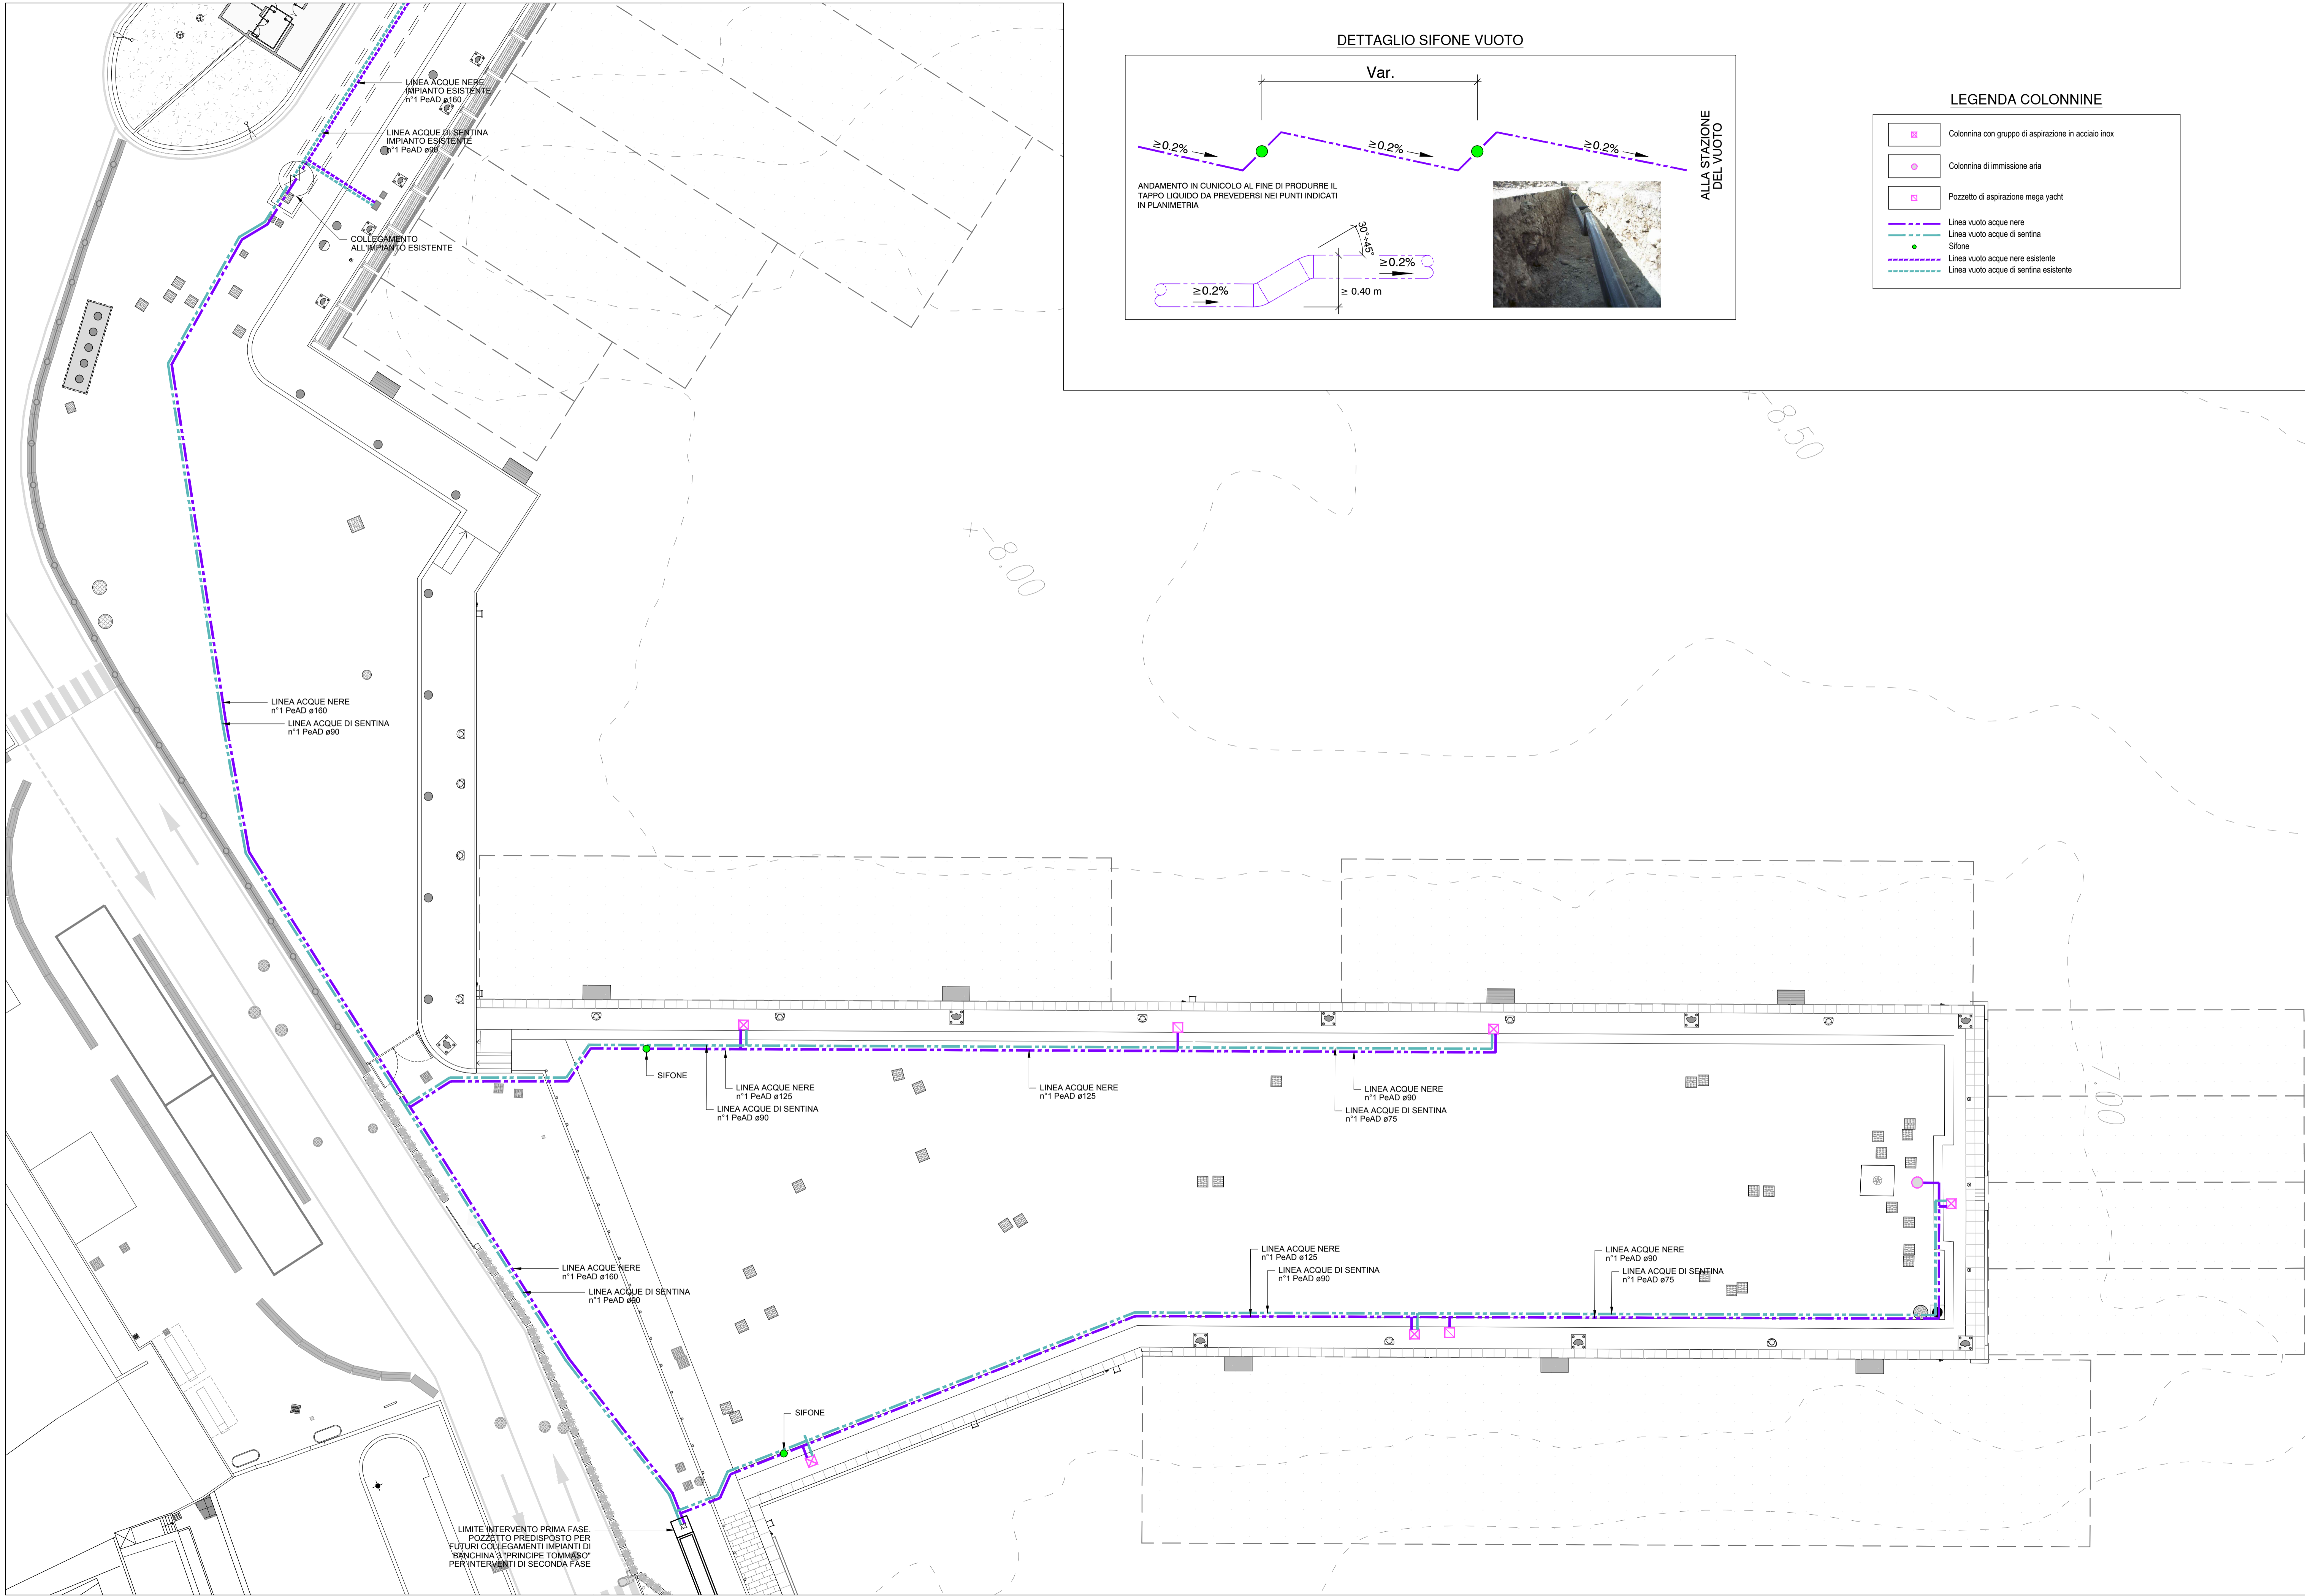 DETTAGLIO SIFONE VUOTO
Var.
≥0.2%
≥0.2%
≥0.2%
ALLA STAZIONE
DEL VUOTO
ANDAMENTO IN CUNICOLO AL FINE DI PRODURRE IL
TAPPO LIQUIDO DA PREVEDERSI NEI PUNTI INDICATI
IN PLANIMETRIA
30°÷45°
≥0.2%
≥0.2%
≥ 0.40 m
LEGENDA COLONNINE
Colonnina con gruppo di aspirazione in acciaio inox
Colonnina di immissione aria
Pozzetto di aspirazione mega yacht
Linea vuoto acque nere
Linea vuoto acque di sentina
Sifone
Linea vuoto acque nere esistente
Linea vuoto acque di sentina esistente
LINEA ACQUE NERE
IMPIANTO ESISTENTE
n°1 PeAD ø160
LINEA ACQUE DI SENTINA
IMPIANTO ESISTENTE
n°1 PeAD ø90
COLLEGAMENTO
ALL'IMPIANTO ESISTENTE
-8.50
-8.00
LINEA ACQUE NERE
n°1 PeAD ø160
LINEA ACQUE DI SENTINA
n°1 PeAD ø90
SIFONE
LINEA ACQUE NERE
n°1 PeAD ø125
LINEA ACQUE DI SENTINA
n°1 PeAD ø90
LINEA ACQUE NERE
n°1 PeAD ø125
LINEA ACQUE NERE
n°1 PeAD ø90
LINEA ACQUE DI SENTINA
n°1 PeAD ø75
-7.00
LINEA ACQUE NERE
n°1 PeAD ø160
LINEA ACQUE DI SENTINA
n°1 PeAD ø90
LINEA ACQUE NERE
n°1 PeAD ø125
LINEA ACQUE DI SENTINA
n°1 PeAD ø90
LINEA ACQUE NERE
n°1 PeAD ø90
LINEA ACQUE DI SENTINA
n°1 PeAD ø75
SIFONE
LIMITE INTERVENTO PRIMA FASE.
POZZETTO PREDISPOSTO PER
FUTURI COLLEGAMENTI IMPIANTI DI
BANCHINA 3 "PRINCIPE TOMMASO"
PER INTERVENTI DI SECONDA FASE